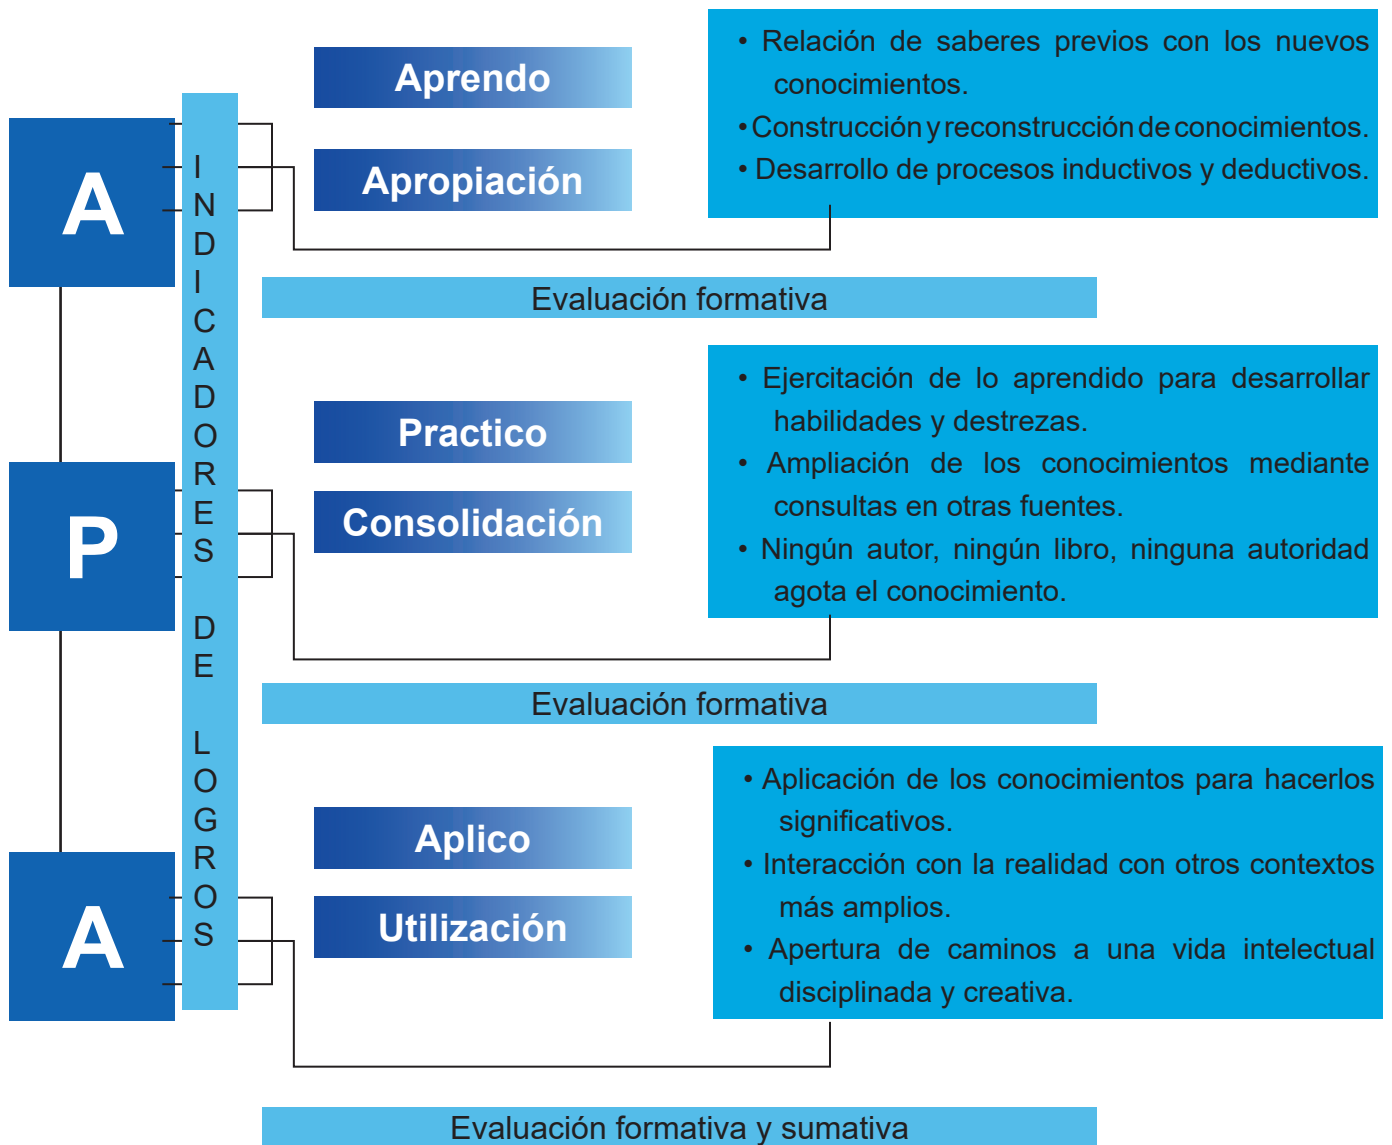 A
Aprendo
Apropiación
• Relación de saberes previos con los nuevos
conocimientos.
• Construcción y reconstrucción de conocimientos.
• Desarrollo de procesos inductivos y deductivos.
Evaluación formativa
INDICADORES DE LOGROS
P
Practico
Consolidación
• Ejercitación de lo aprendido para desarrollar
habilidades y destrezas.
• Ampliación de los conocimientos mediante
consultas en otras fuentes.
• Ningún autor, ningún libro, ninguna autoridad
agota el conocimiento.
Evaluación formativa
A
Aplico
Utilización
• Aplicación de los conocimientos para hacerlos
significativos.
• Interacción con la realidad con otros contextos
más amplios.
• Apertura de caminos a una vida intelectual
disciplinada y creativa.
Evaluación formativa y sumativa